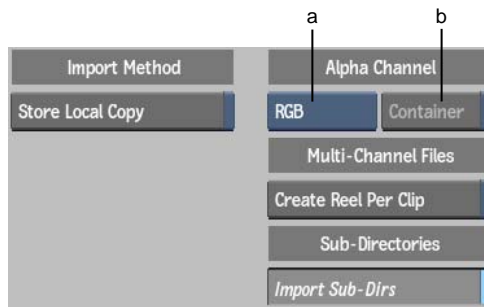 a b
Import Method Alpha Channel
Store Local Copy RGB Container
Multi-Channel Files
Create Reel Per Clip
Sub-Directories
Import Sub-Dirs